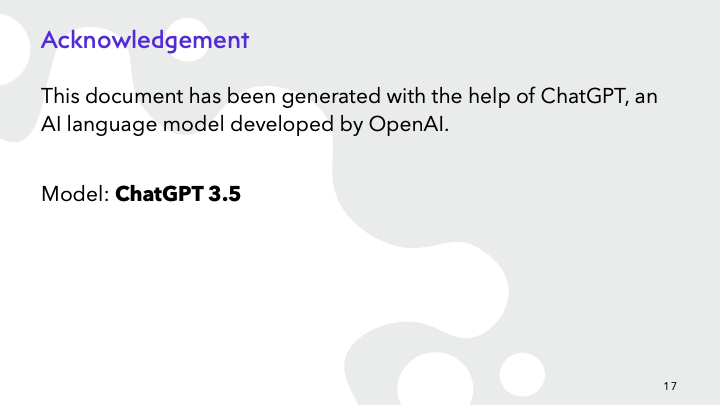 Acknowledgement
This document has been generated with the help of ChatGPT, an
AI language model developed by OpenAI.
Model: ChatGPT 3.5
17